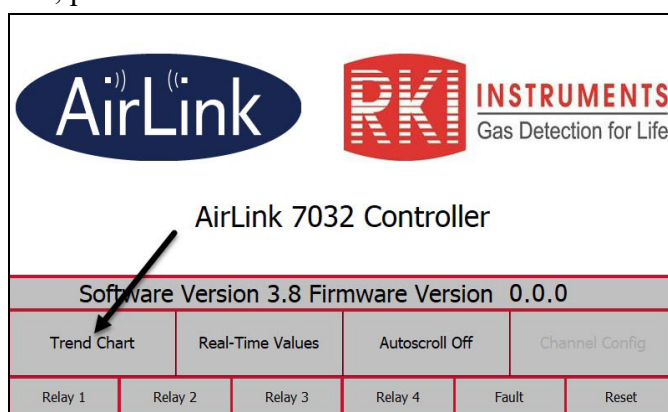 AirLink
RKI INSTRUMENTS
Gas Detection for Life
AirLink 7032 Controller
Software Version 3.8 Firmware Version 0.0.0
Trend Chart Real-Time Values Autoscroll Off Channel Config
Relay 1 Relay 2 Relay 3 Relay 4 Fault Reset